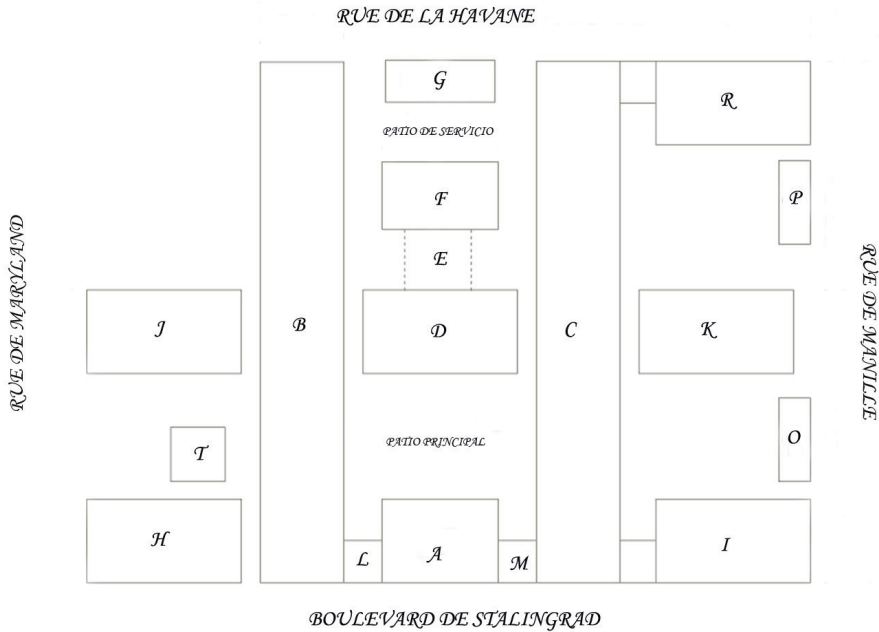 RUE DE LA HAVANE
G
R
PATIO DE SERVICIO
F
P
E
RUE DE MARYLAND
RUE DE MANILLE
J
B
D
C
K
PATIO PRINCIPAL
O
T
H
L
A
M
I
BOULEVARD DE STALINGRAD